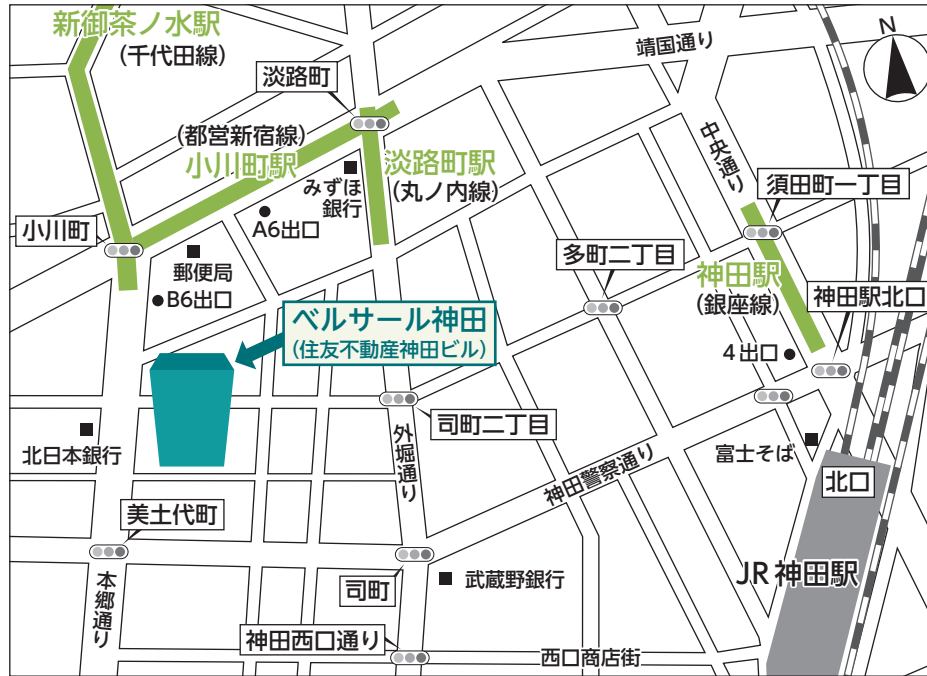 新御茶ノ水駅
(千代田線)
靖国通り
N
淡路町
(都営新宿線)
小川町駅
淡路町駅
(丸ノ内線)
みずほ
銀行
中央通り
須田町一丁目
A6出口
小川町
郵便局
B6出口
多町二丁目
神田駅
(銀座線)
神田駅北口
ベルサール神田
(住友不動産神田ビル)
4出口
司町二丁目
外堀通り
北日本銀行
富士そば
神田警察通り
北口
美土代町
JR神田駅
武蔵野銀行
司町
本郷通り
神田西口通り
西口商店街